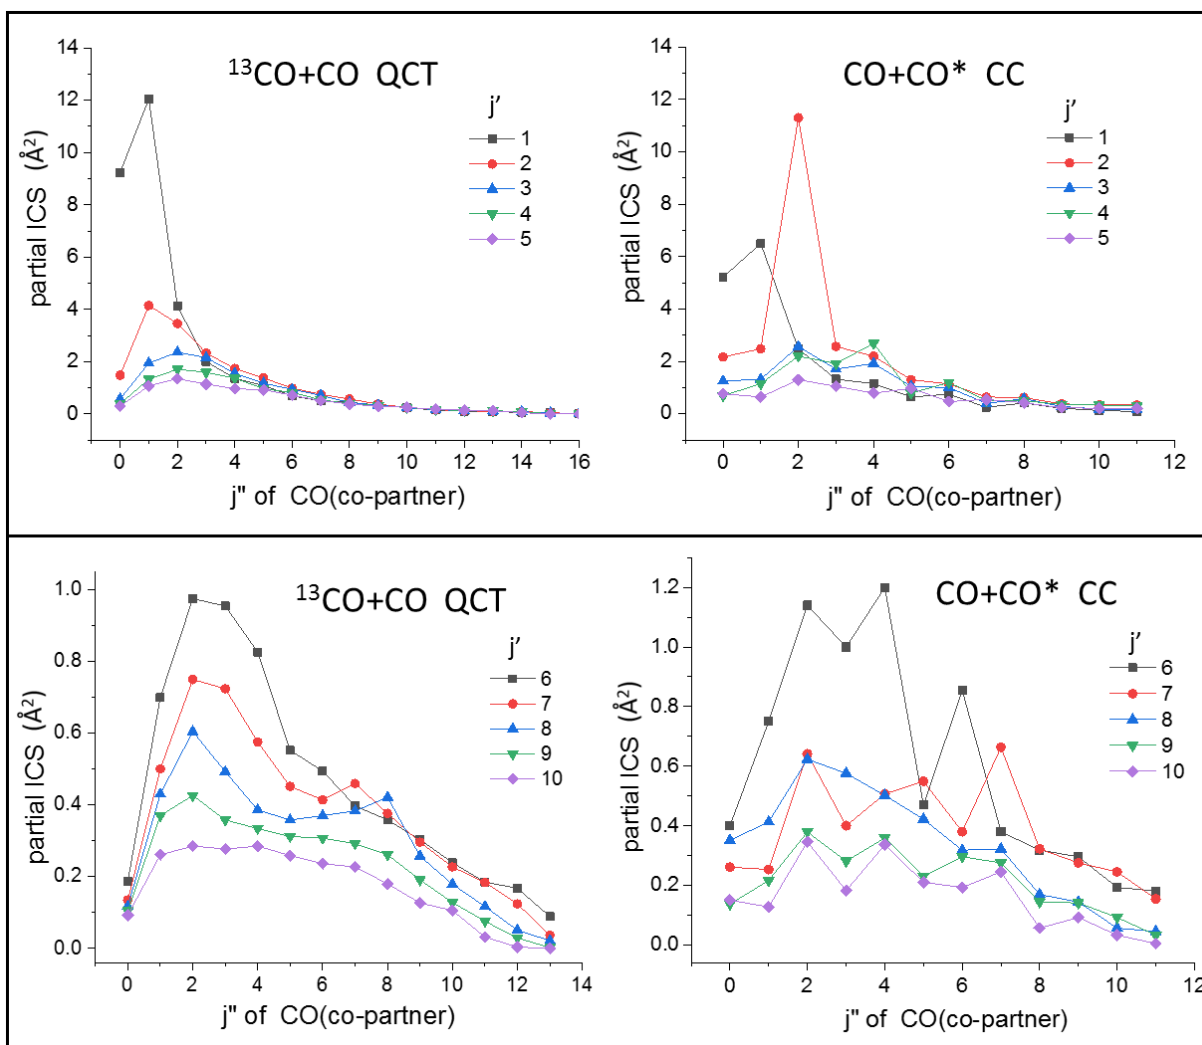 ¹³CO+CO QCT
partial ICS (Å²)
14
12
10
8
6
4
2
0
0 2 4 6 8 10 12 14 16
j" of CO(co-partner)
j’
1
2
3
4
5
CO+CO* CC
partial ICS (Å²)
14
12
10
8
6
4
2
0
0 2 4 6 8 10 12
j" of CO(co-partner)
j’
1
2
3
4
5
¹³CO+CO QCT
partial ICS (Å²)
1.0
0.8
0.6
0.4
0.2
0.0
0 2 4 6 8 10 12 14
j" of CO(co-partner)
j’
6
7
8
9
10
CO+CO* CC
partial ICS (Å²)
1.2
1.0
0.8
0.6
0.4
0.2
0.0
0 2 4 6 8 10 12
j" of CO(co-partner)
j’
6
7
8
9
10